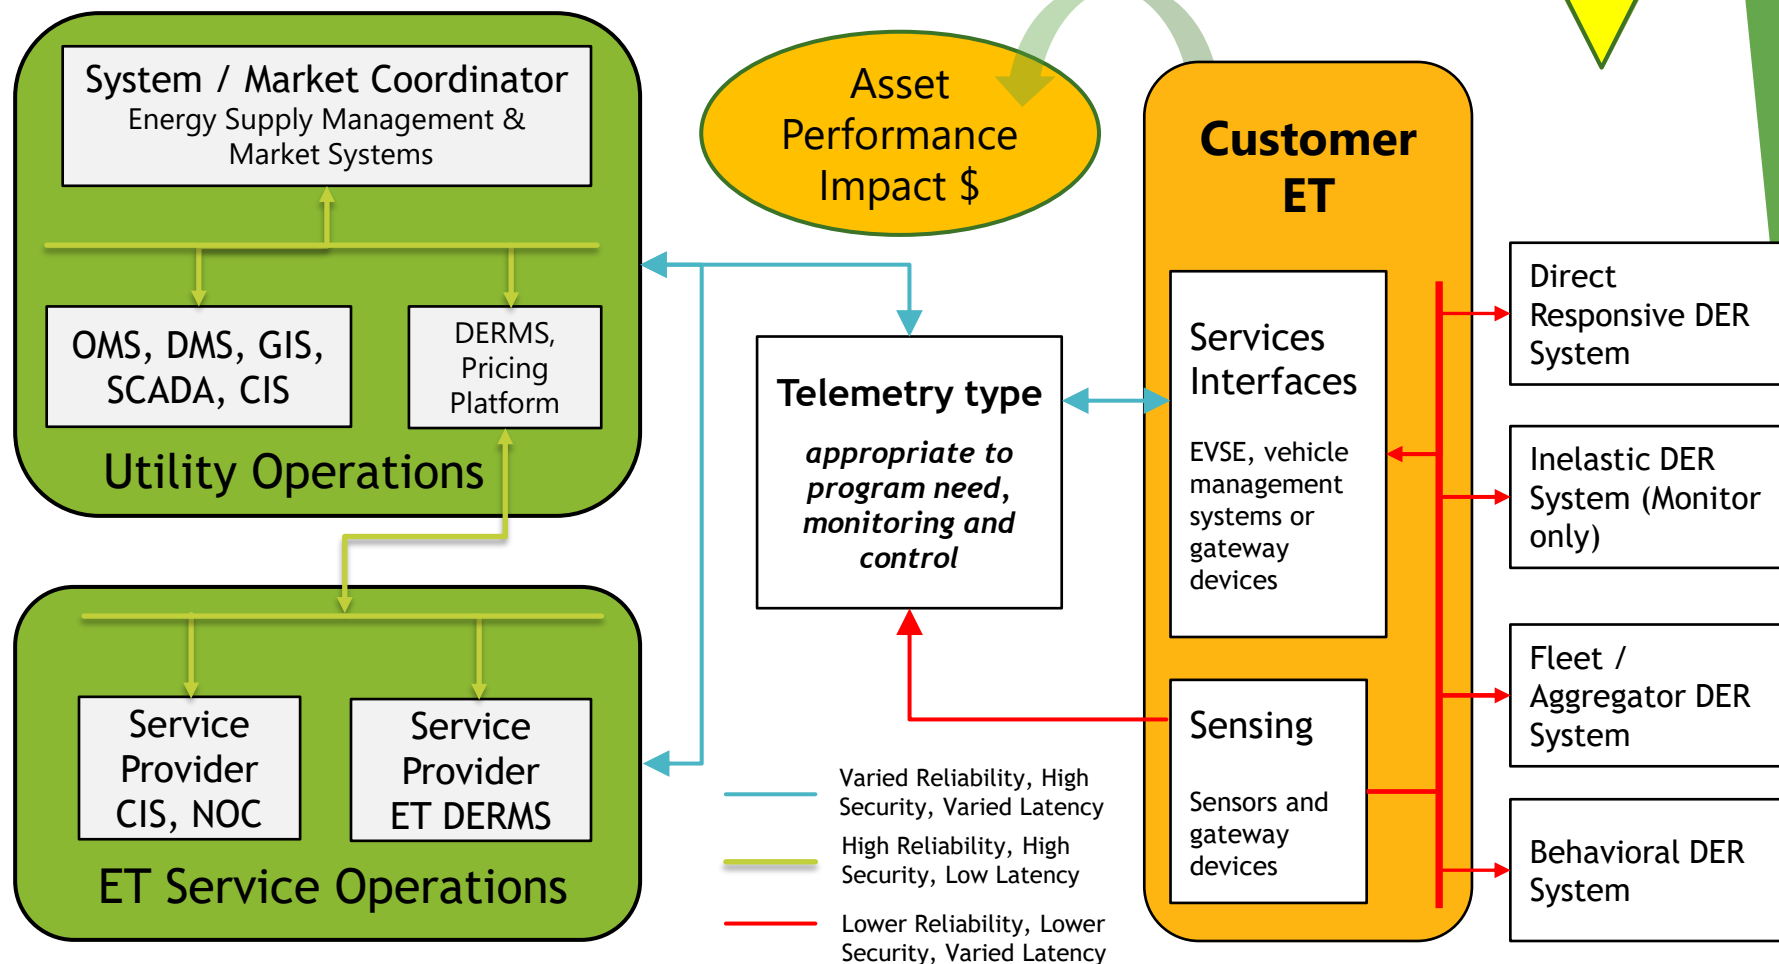 System / Market Coordinator
Energy Supply Management &
Market Systems
OMS, DMS, GIS,
SCADA, CIS
DERMS,
Pricing
Platform
Utility Operations
Service
Provider
CIS, NOC
Service
Provider
ET DERMS
ET Service Operations
Asset
Performance
Impact $
Telemetry type
appropriate to
program need,
monitoring and
control
Varied Reliability, High
Security, Varied Latency
High Reliability, High
Security, Low Latency
Lower Reliability, Lower
Security, Varied Latency
Customer
ET
Services
Interfaces
EVSE, vehicle
management
systems or
gateway
devices
Sensing
Sensors and
gateway
devices
Direct
Responsive DER
System
Inelastic DER
System (Monitor
only)
Fleet /
Aggregator DER
System
Behavioral DER
System